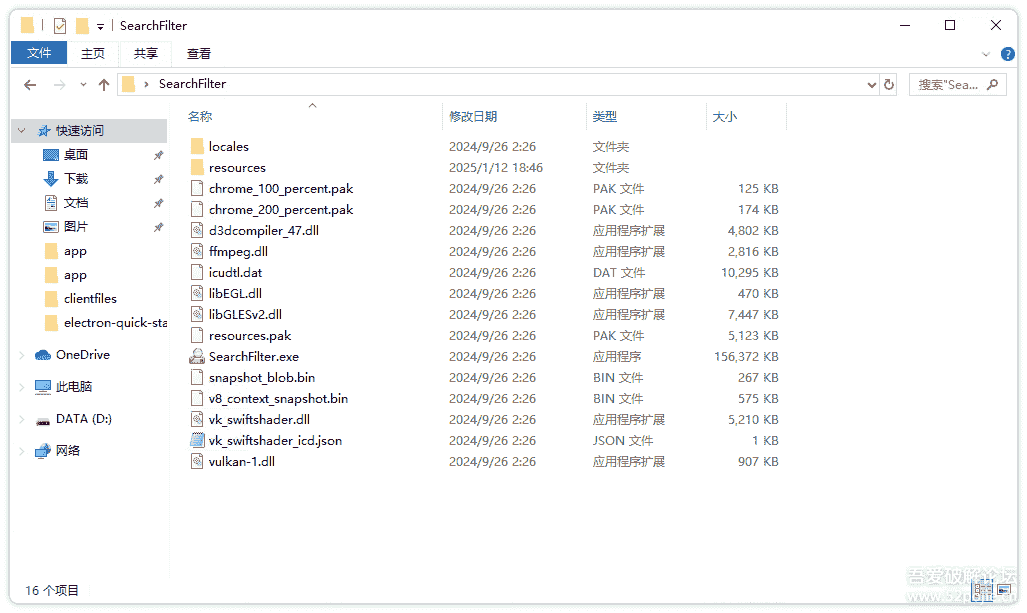 SearchFilter
文件 主页 共享 查看
SearchFilter 搜索"Sea...
名称 修改日期 类型 大小
快速访问
桌面
下载
文档
图片
app
app
clientfiles
electron-quick-sta
OneDrive
此电脑
DATA (D:)
网络
locales 2024/9/26 2:26 文件夹
resources 2025/1/12 18:46 文件夹
chrome_100_percent.pak 2024/9/26 2:26 PAK 文件 125 KB
chrome_200_percent.pak 2024/9/26 2:26 PAK 文件 174 KB
d3dcompiler_47.dll 2024/9/26 2:26 应用程序扩展 4,802 KB
ffmpeg.dll 2024/9/26 2:26 应用程序扩展 2,816 KB
icudtl.dat 2024/9/26 2:26 DAT 文件 10,295 KB
libEGL.dll 2024/9/26 2:26 应用程序扩展 470 KB
libGLESv2.dll 2024/9/26 2:26 应用程序扩展 7,447 KB
resources.pak 2024/9/26 2:26 PAK 文件 5,123 KB
SearchFilter.exe 2024/9/26 2:26 应用程序 156,372 KB
snapshot_blob.bin 2024/9/26 2:26 BIN 文件 267 KB
v8_context_snapshot.bin 2024/9/26 2:26 BIN 文件 575 KB
vk_swiftshader.dll 2024/9/26 2:26 应用程序扩展 5,210 KB
vk_swiftshader_icd.json 2024/9/26 2:26 JSON 文件 1 KB
vulkan-1.dll 2024/9/26 2:26 应用程序扩展 907 KB
16 个项目
吾爱破解论坛
www.52pojie.cn